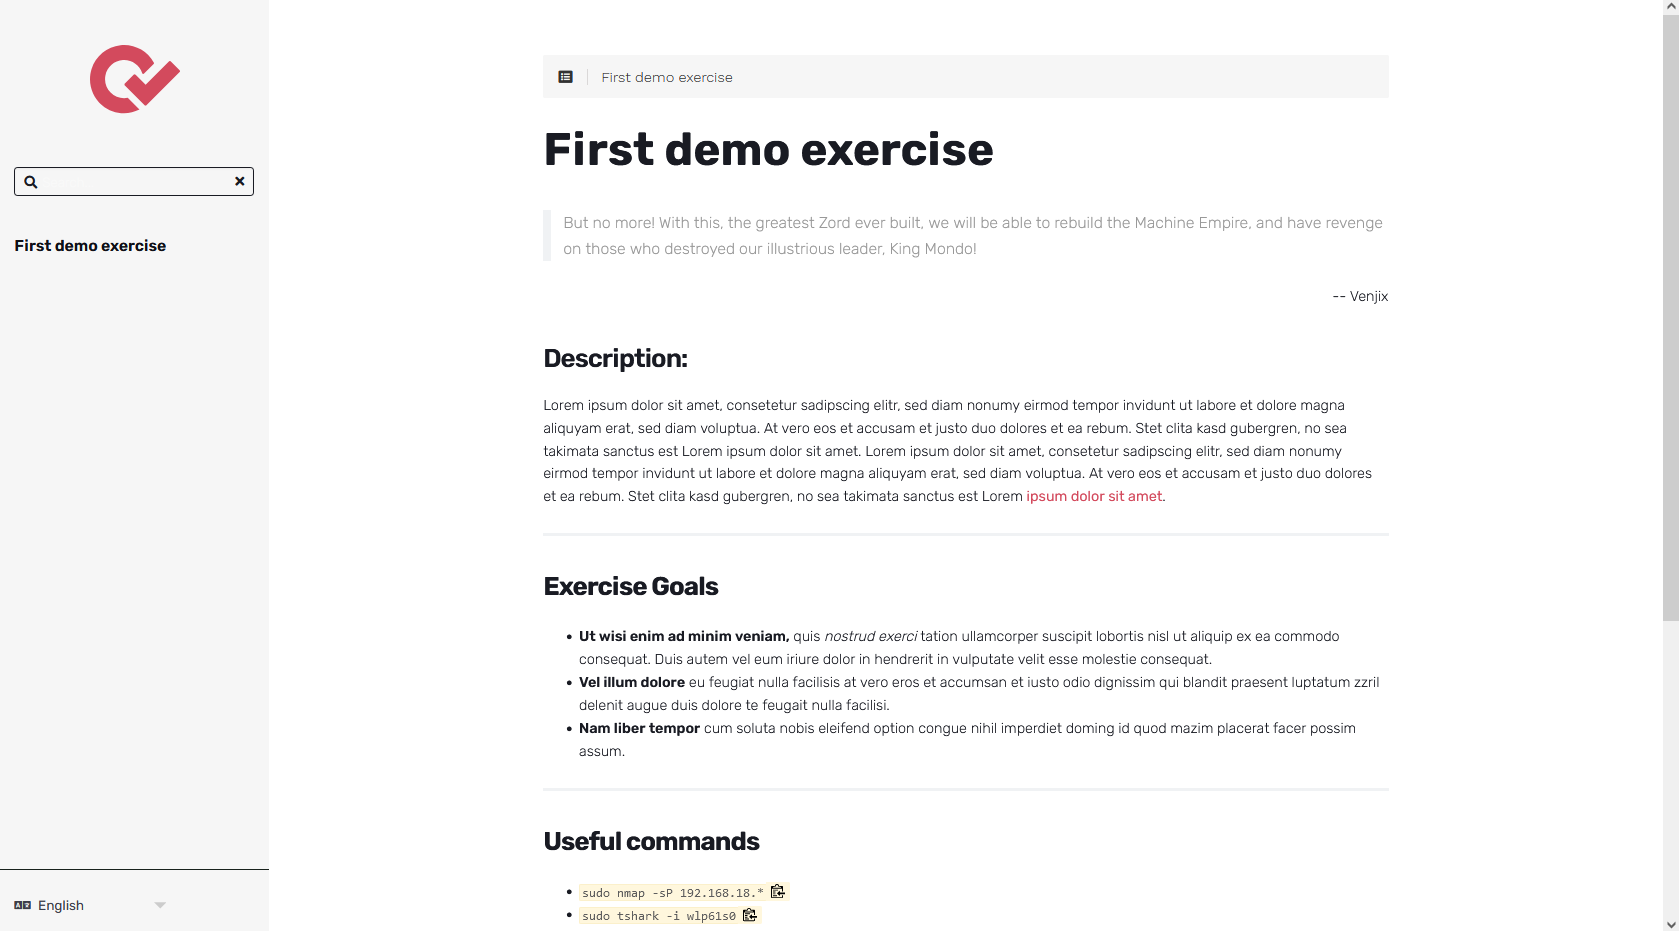 First demo exercise
First demo exercise
First demo exercise
But no more! With this, the greatest Zord ever built, we will be able to rebuild the Machine Empire, and have revenge
on those who destroyed our illustrious leader, King Mondo!
-- Venjix
Description:
Lorem ipsum dolor sit amet, consetetur sadipscing elitr, sed diam nonumy eirmod tempor invidunt ut labore et dolore magna
aliquyam erat, sed diam voluptua. At vero eos et accusam et justo duo dolores et ea rebum. Stet clita kasd gubergren, no sea
takimata sanctus est Lorem ipsum dolor sit amet. Lorem ipsum dolor sit amet, consetetur sadipscing elitr, sed diam nonumy
eirmod tempor invidunt ut labore et dolore magna aliquyam erat, sed diam voluptua. At vero eos et accusam et justo duo dolores
et ea rebum. Stet clita kasd gubergren, no sea takimata sanctus est Lorem ipsum dolor sit amet.
Exercise Goals
• Ut wisi enim ad minim veniam, quis nostrud exerci tation ullamcorper suscipit lobortis nisl ut aliquip ex ea commodo
consequat. Duis autem vel eum iriure dolor in hendrerit in vulputate velit esse molestie consequat.
• Vel illum dolore eu feugiat nulla facilisis at vero eros et accumsan et iusto odio dignissim qui blandit praesent luptatum zzril
delenit augue duis dolore te feugait nulla facilisi.
• Nam liber tempor cum soluta nobis eleifend option congue nihil imperdiet doming id quod mazim placerat facer possim
assum.
Useful commands
• sudo nmap -sP 192.168.18.*
• sudo tshark -i wlp61s0
English